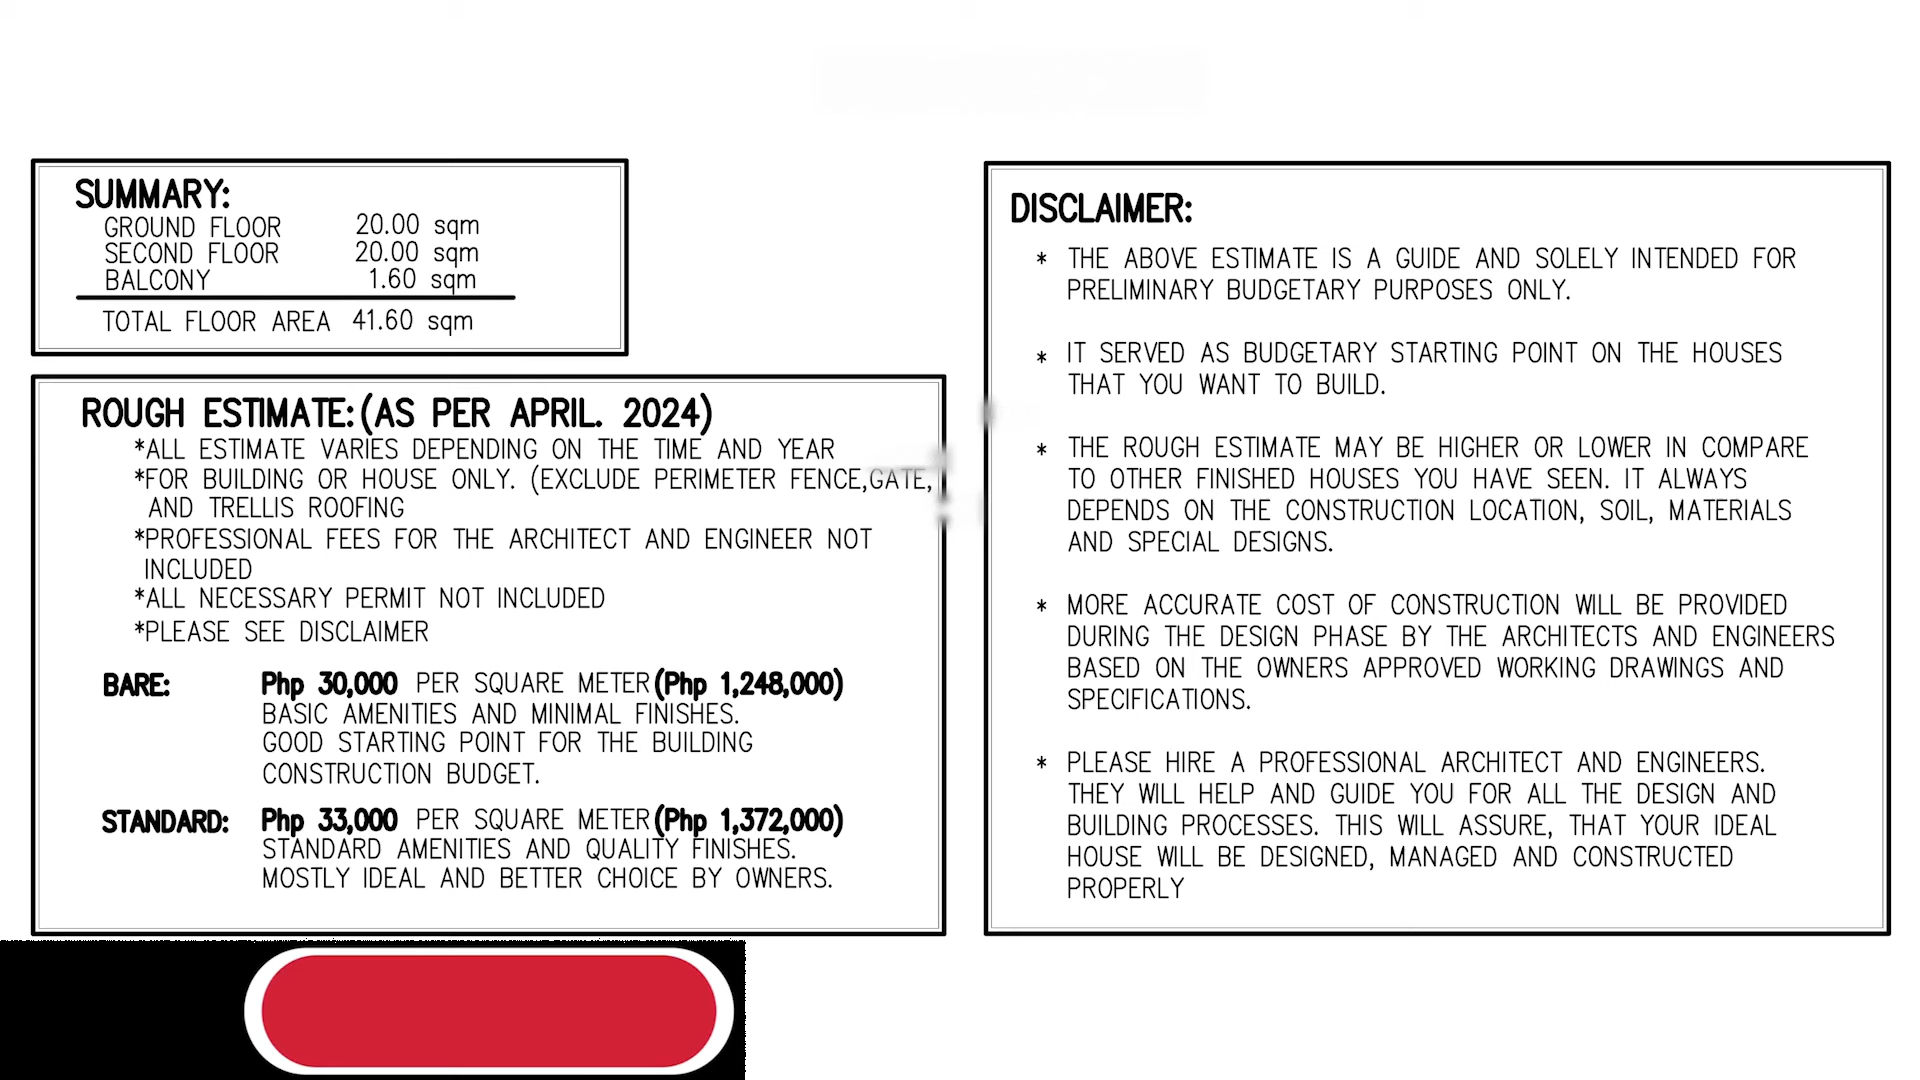 SUMMARY:
GROUND FLOOR 20.00 sqm
SECOND FLOOR 20.00 sqm
BALCONY 1.60 sqm
TOTAL FLOOR AREA 41.60 sqm
ROUGH ESTIMATE:(AS PER APRIL. 2024)
*ALL ESTIMATE VARIES DEPENDING ON THE TIME AND YEAR
*FOR BUILDING OR HOUSE ONLY. (EXCLUDE PERIMETER FENCE,GATE,
AND TRELLIS ROOFING
*PROFESSIONAL FEES FOR THE ARCHITECT AND ENGINEER NOT
INCLUDED
*ALL NECESSARY PERMIT NOT INCLUDED
*PLEASE SEE DISCLAIMER
BARE: Php 30,000 PER SQUARE METER(Php 1,248,000)
BASIC AMENITIES AND MINIMAL FINISHES.
GOOD STARTING POINT FOR THE BUILDING
CONSTRUCTION BUDGET.
STANDARD: Php 33,000 PER SQUARE METER(Php 1,372,000)
STANDARD AMENITIES AND QUALITY FINISHES.
MOSTLY IDEAL AND BETTER CHOICE BY OWNERS.
DISCLAIMER:
* THE ABOVE ESTIMATE IS A GUIDE AND SOLELY INTENDED FOR
PRELIMINARY BUDGETARY PURPOSES ONLY.
* IT SERVED AS BUDGETARY STARTING POINT ON THE HOUSES
THAT YOU WANT TO BUILD.
* THE ROUGH ESTIMATE MAY BE HIGHER OR LOWER IN COMPARE
TO OTHER FINISHED HOUSES YOU HAVE SEEN. IT ALWAYS
DEPENDS ON THE CONSTRUCTION LOCATION, SOIL, MATERIALS
AND SPECIAL DESIGNS.
* MORE ACCURATE COST OF CONSTRUCTION WILL BE PROVIDED
DURING THE DESIGN PHASE BY THE ARCHITECTS AND ENGINEERS
BASED ON THE OWNERS APPROVED WORKING DRAWINGS AND
SPECIFICATIONS.
* PLEASE HIRE A PROFESSIONAL ARCHITECT AND ENGINEERS.
THEY WILL HELP AND GUIDE YOU FOR ALL THE DESIGN AND
BUILDING PROCESSES. THIS WILL ASSURE, THAT YOUR IDEAL
HOUSE WILL BE DESIGNED, MANAGED AND CONSTRUCTED
PROPERLY